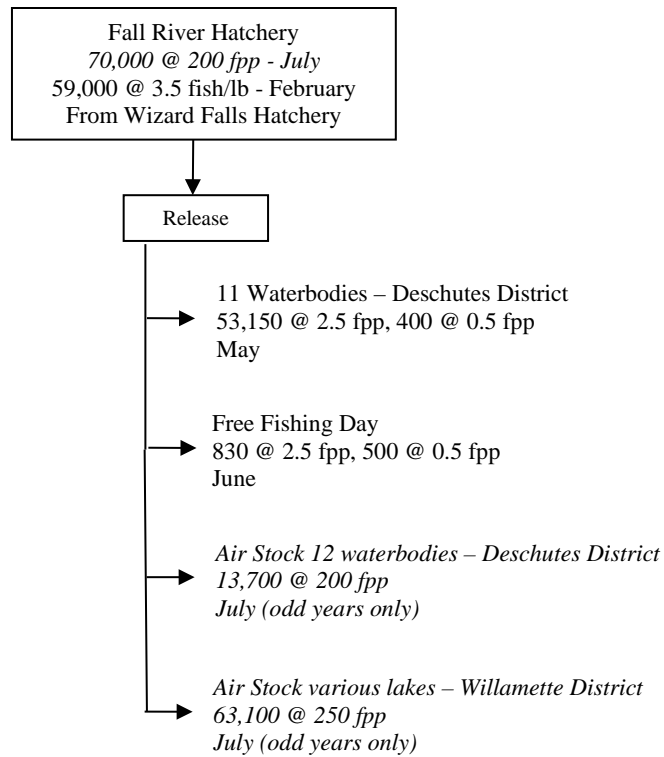 Fall River Hatchery
70,000 @ 200 fpp - July
59,000 @ 3.5 fish/lb - February
From Wizard Falls Hatchery
Release
11 Waterbodies – Deschutes District
53,150 @ 2.5 fpp, 400 @ 0.5 fpp
May
Free Fishing Day
830 @ 2.5 fpp, 500 @ 0.5 fpp
June
Air Stock 12 waterbodies – Deschutes District
13,700 @ 200 fpp
July (odd years only)
Air Stock various lakes – Willamette District
63,100 @ 250 fpp
July (odd years only)